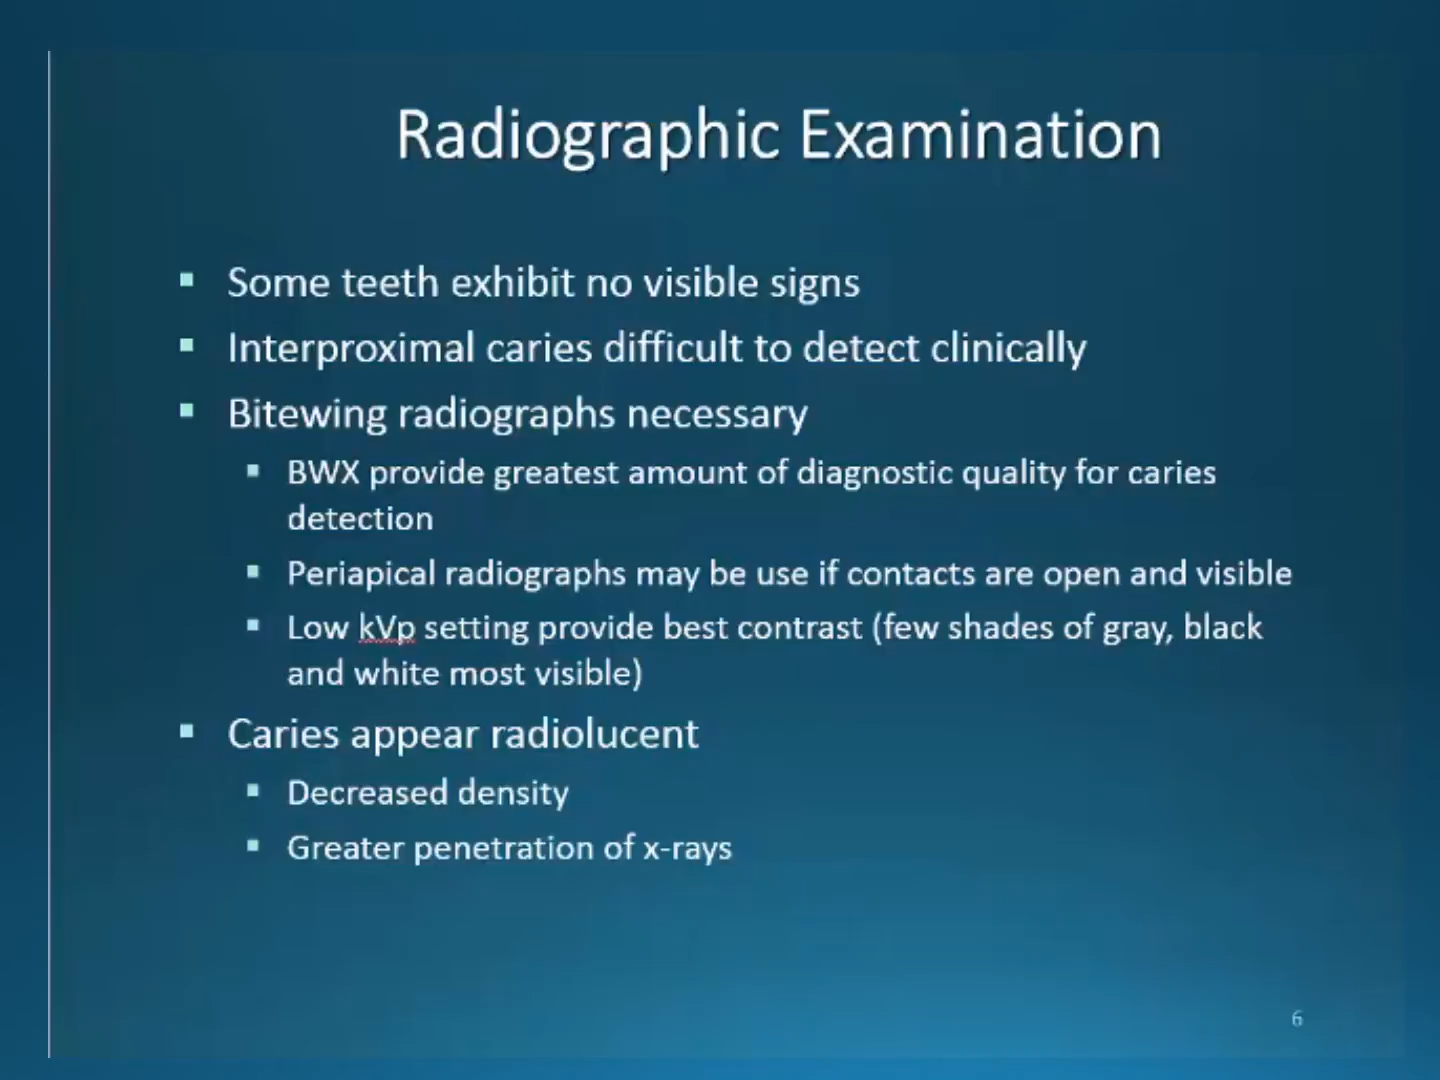 Radiographic Examination
Some teeth exhibit no visible signs
Interproximal caries difficult to detect clinically
Bitewing radiographs necessary
BWX provide greatest amount of diagnostic quality for caries
detection
Periapical radiographs may be use if contacts are open and visible
Low kVp setting provide best contrast (few shades of gray, black
and white most visible)
Caries appear radiolucent
Decreased density
Greater penetration of x-rays
6